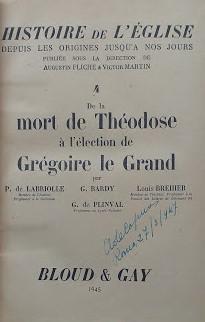 HISTOIRE DE L'ÉGLISE
DEPUIS LES ORIGINES JUSQU'A NOS JOURS
PUBLIÉE SOUS LA DIRECTION DE
AUGUSTIN FLICHE & VICTOR MARTIN
4
De la
mort de Théodose
à l'élection de
Grégoire le Grand
par
P. de LABRIOLLE
G. BARDY
Louis BREHIER
G. de PLINVAL
BLOUD & GAY
1945